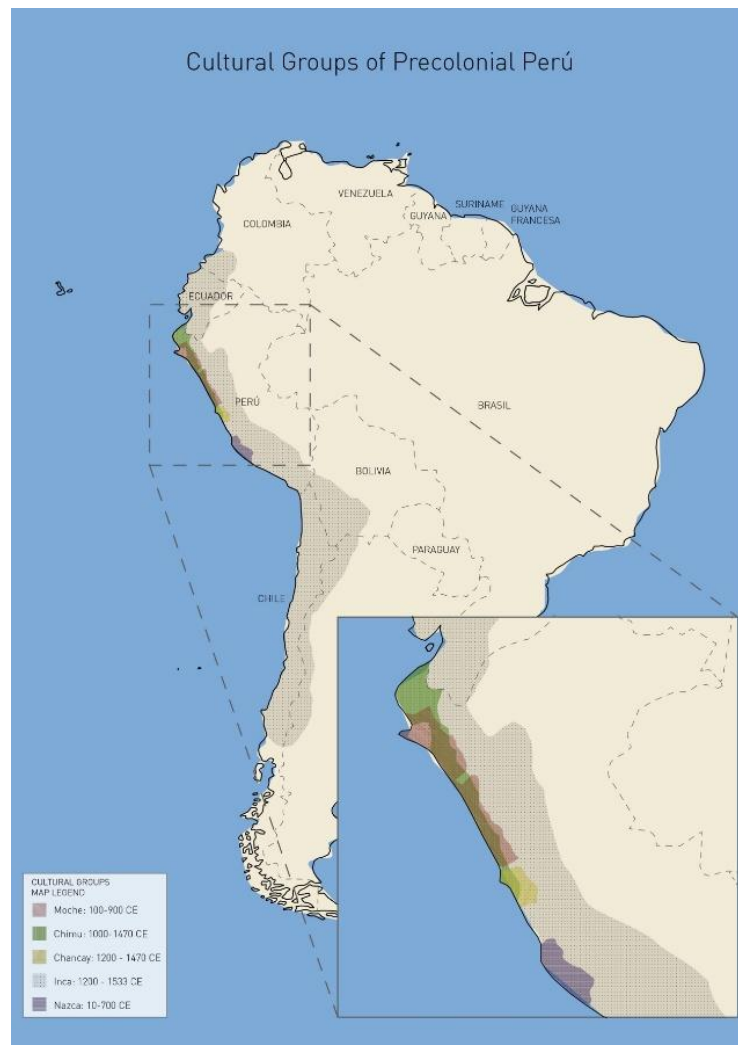 Cultural Groups of Precolonial Perú
VENEZUELA
SURINAME
GUYANA
GUYANA
FRANCESA
COLOMBIA
ECUADOR
PERÚ
BRASIL
BOLIVIA
PARAGUAY
CHILE
CULTURAL GROUPS
MAP LEGEND
Moche: 100-900 CE
Chimu: 1000-1470 CE
Chancay: 1200 - 1470 CE
Inca: 1200 - 1533 CE
Nazca: 10-700 CE